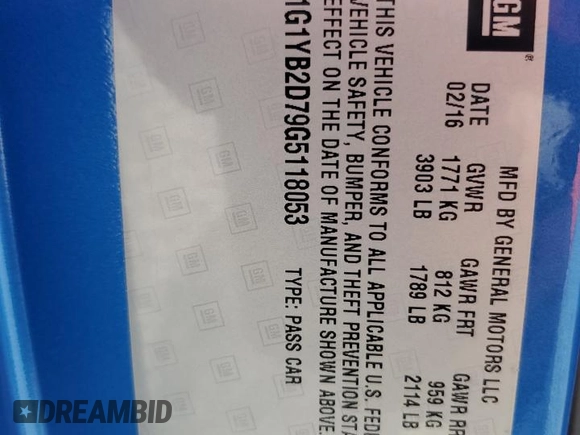 GM
®
MFD BY GENERAL MOTORS LLC
DATE GVWR GAWR FRT GAWR RR
02/16 1771 KG 812 KG 959 KG
3903 LB 1789 LB 2114 LB
THIS VEHICLE CONFORMS TO ALL APPLICABLE U.S. FED
VEHICLE SAFETY, BUMPER, AND THEFT PREVENTION STA
EFFECT ON THE DATE OF MANUFACTURE SHOWN ABOVE.
1G1YB2D79G5118053 TYPE: PASS CAR
DREAMBID